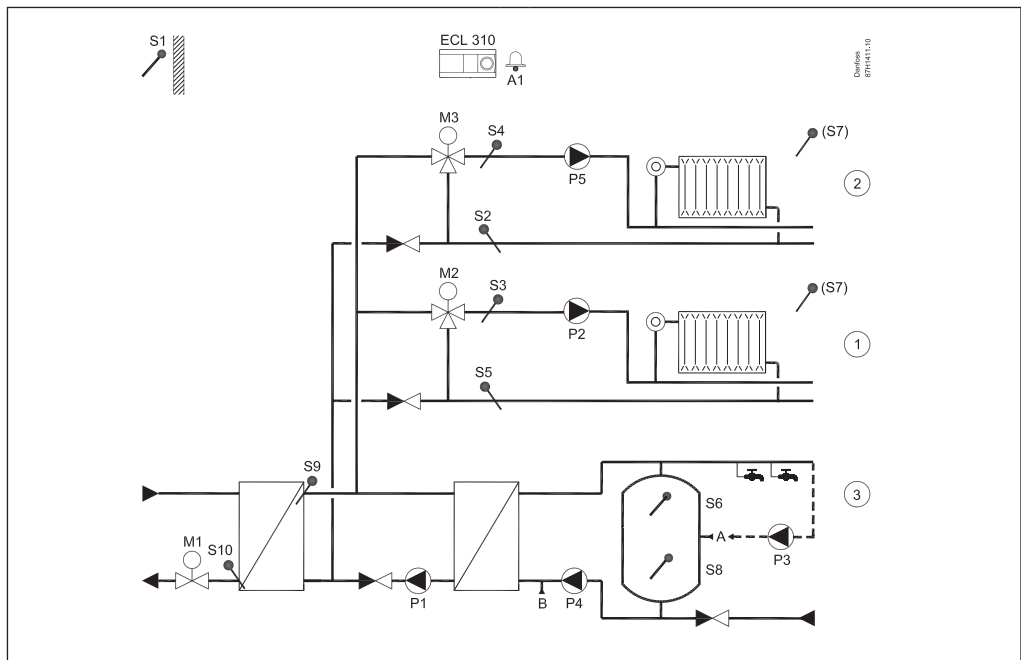 S1
ECL 310
A1
Danfoss
87H1411.10
M3
S4
P5
(S7)
2
S2
M2
S3
P2
(S7)
1
S5
S9
3
S6
M1
S10
A
P3
S8
P1
B
P4